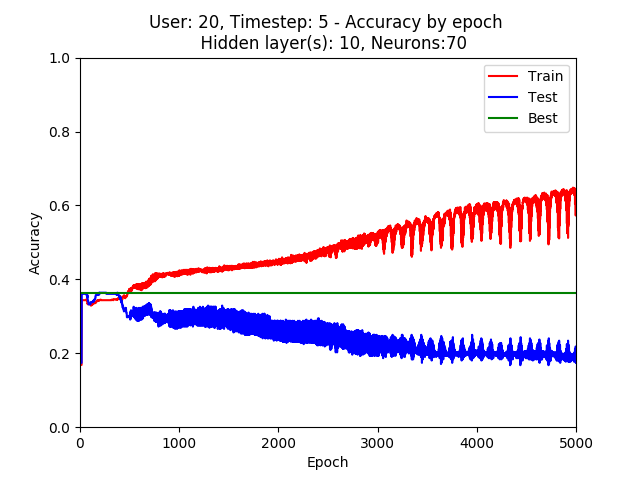 User: 20, Timestep: 5 - Accuracy by epoch
Hidden layer(s): 10, Neurons:70
Train
Test
Best
1.0
0.8
0.6
0.4
0.2
0.0
Accuracy
0 1000 2000 3000 4000 5000
Epoch